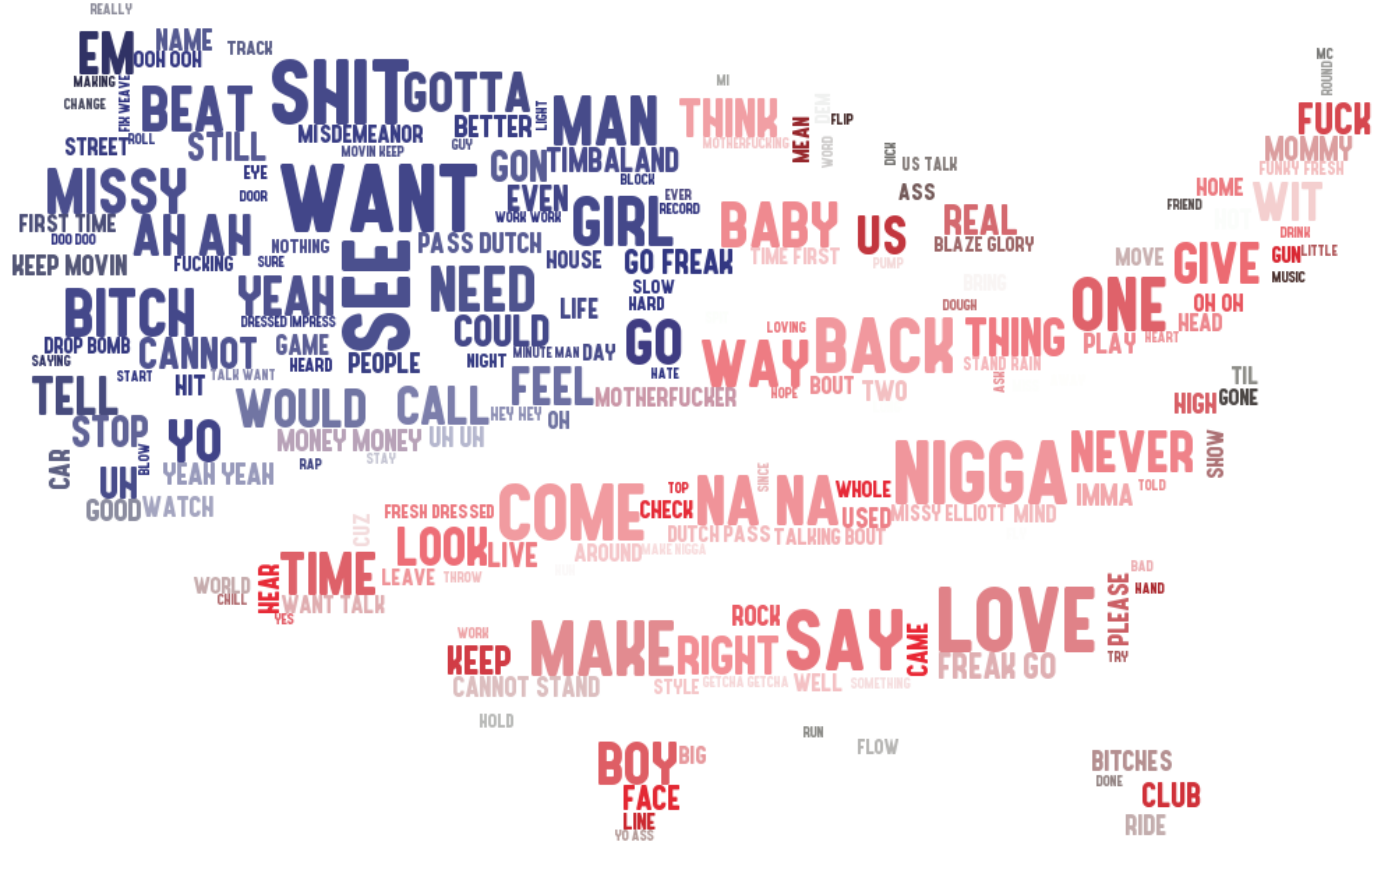 REALLY
EM
NAME
OOH OOH
TRACK
MAKING
CHANGE
FIX WEAVE
BEAT
SHIT
GOTTA
MISDEMEANOR
BETTER
LIGHT
MAN
MI
THINK
MOTHERFUCKING
MEAN
DEM
WORD
FLIP
DICK
US TALK
ASS
MC
ROUND
FUCK
MOMMY
FUNKY FRESH
STREET
ROLL
STILL
MOVIN KEEP
GUY
GON
TIMBALAND
BLOCK
EYE
DOOR
MISSY
WANT
EVEN
WORK WORK
GIRL
EVER
RECORD
BABY
TIME FIRST
US
PUMP
REAL
BLAZE GLORY
HOME
FRIEND
HOT
WIT
DRINK
FIRST TIME
DOO DOO
AH AH
NOTHING
SURE
FUCKING
KEEP MOVIN
SEE
PASS DUTCH
HOUSE
GO FREAK
MOVE
GIVE
GUN
LITTLE
MUSIC
BITCH
YEAH
DRESSED IMPRESS
NEED
LIFE
SLOW
HARD
BRING
DOUGH
ONE
OH OH
HEAD
HEART
PLAY
DROP BOMB
SAYING
CANNOT
GAME
HEARD
PEOPLE
COULD
NIGHT
MINUTE MAN
DAY
GO
HATE
LOVING
WAY
BACK
THING
STAND RAIN
ASK
HOPE
BOUT
TWO
TELL
START
HIT
TALK WANT
WOULD
CALL
FEEL
HEY HEY
OH
MOTHERFUCKER
TIL
GONE
HIGH
STOP
YO
MONEY MONEY
UH UH
STAY
RAP
CAR
BLOW
UH
YEAH YEAH
GOOD
WATCH
NEVER
SHOW
TOLD
IMMA
NIGGA
MISSY ELLIOTT
MIND
SINCE
WHOLE
USED
NA NA
TOP
CHECK
COME
FRESH DRESSED
CUZ
DUTCH PASS
TALKING BOUT
LOOK
LIVE
AROUND
MAKE NIGGA
TIME
LEAVE
THROW
WORLD
CHILL
HEAR
WANT TALK
YES
BAD
HAND
PLEASE
TRY
LOVE
FREAK GO
CAME
SAY
ROCK
RIGHT
MAKE
WORK
KEEP
CANNOT STAND
STYLE
GETCHA GETCHA
WELL
SOMETHING
HOLD
RUN
FLOW
BOY
BIG
FACE
LINE
YO ASS
BITCHES
DONE
CLUB
RIDE